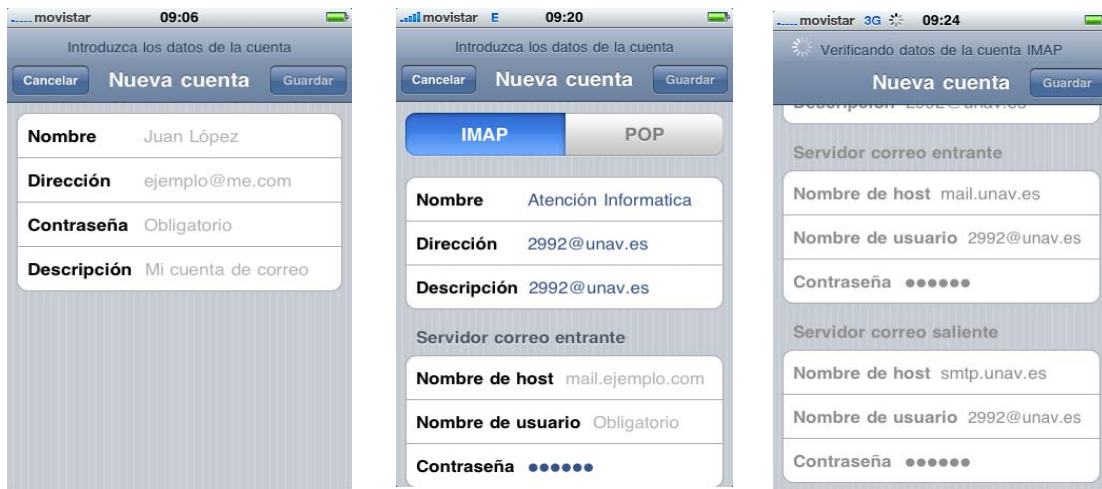 movistar 09:06
Introduzca los datos de la cuenta
Cancelar Nueva cuenta Guardar
Nombre Juan López
Dirección ejemplo@me.com
Contraseña Obligatorio
Descripción Mi cuenta de correo
movistar E 09:20
Introduzca los datos de la cuenta
Cancelar Nueva cuenta Guardar
IMAP POP
Nombre Atención Informatica
Dirección 2992@unav.es
Descripción 2992@unav.es
Servidor correo entrante
Nombre de host mail.ejemplo.com
Nombre de usuario Obligatorio
Contraseña ●●●●●●
movistar 3G 09:24
Verificando datos de la cuenta IMAP
Nueva cuenta Guardar
Descripción 2992@unav.es
Servidor correo entrante
Nombre de host mail.unav.es
Nombre de usuario 2992@unav.es
Contraseña ●●●●●●
Servidor correo saliente
Nombre de host smtp.unav.es
Nombre de usuario 2992@unav.es
Contraseña ●●●●●●